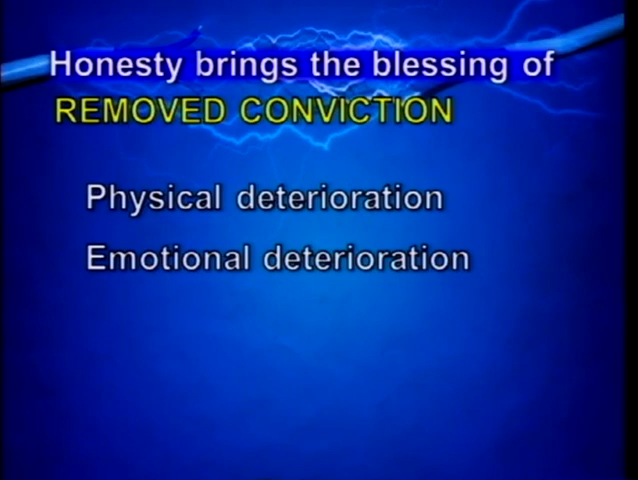 Honesty brings the blessing of
REMOVED CONVICTION
Physical deterioration
Emotional deterioration